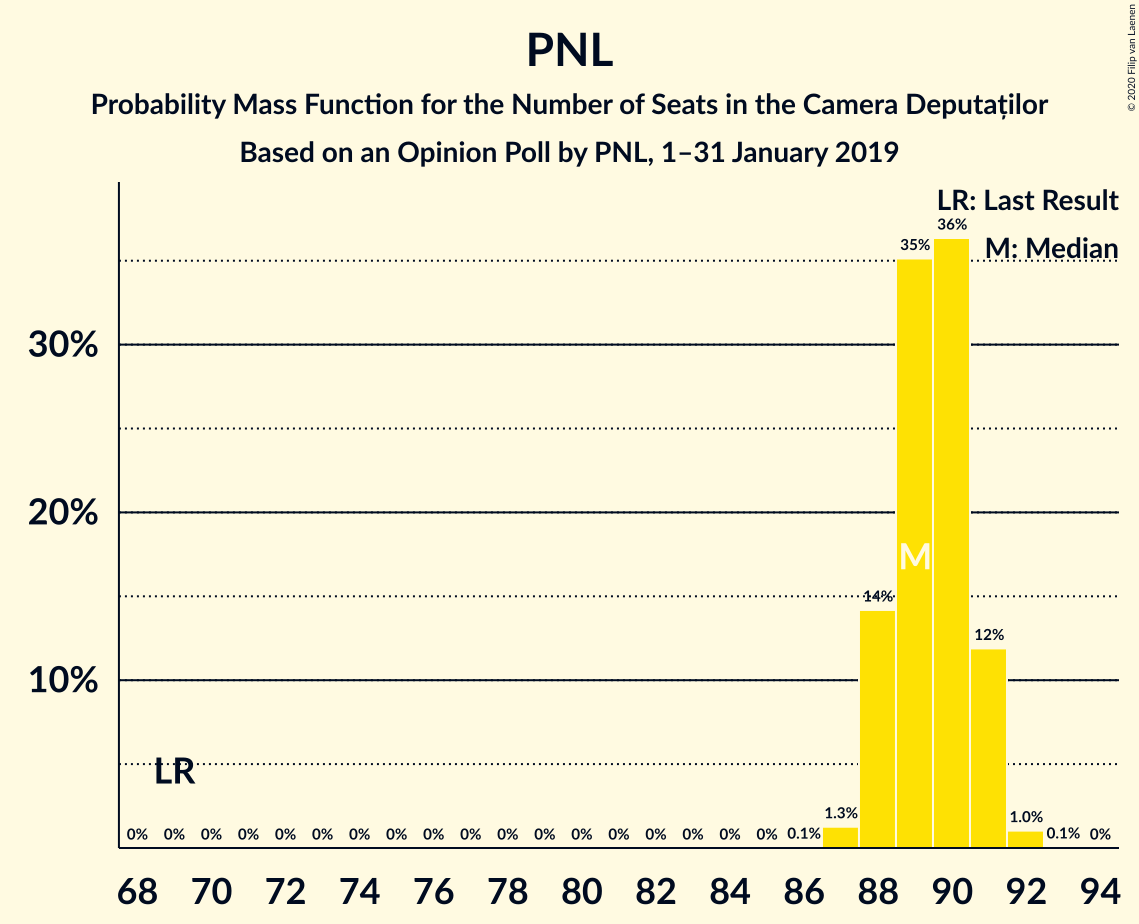 PNL
Probability Mass Function for the Number of Seats in the Camera Deputaților
Based on an Opinion Poll by PNL, 1–31 January 2019
© 2020 Filip van Laenen
LR: Last Result
M: Median
36%
35%
30%
20%
10%
M
14%
12%
LR
0% 0% 0% 0% 0% 0% 0% 0% 0% 0% 0% 0% 0% 0% 0% 0% 0% 0% 0.1% 1.3% 1.0% 0.1% 0%
68 70 72 74 76 78 80 82 84 86 88 90 92 94